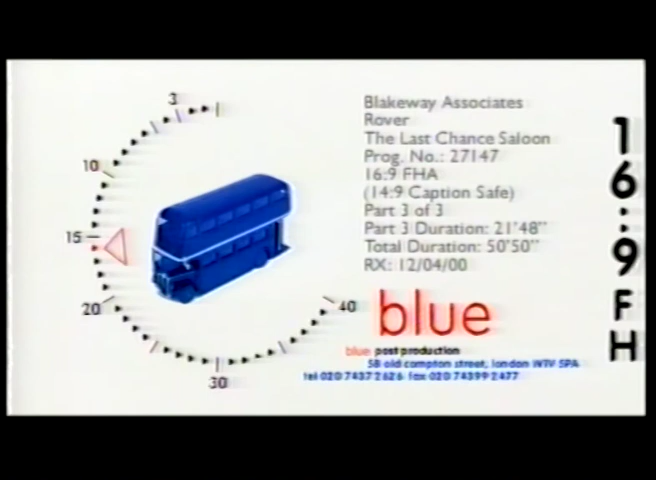 3
10
15
20
30
40
Blakeway Associates
Rover
The Last Chance Saloon
Prog. No.: 27147
16:9 FHA
(14:9 Caption Safe)
Part 3 of 3
Part 3 Duration: 21'48"
Total Duration: 50'50"
RX: 12/04/00
blue
blue post production
58 old compton street, london W1V 5PA
tel 020 7437 2626 fax 020 7439 2477
16:9FH